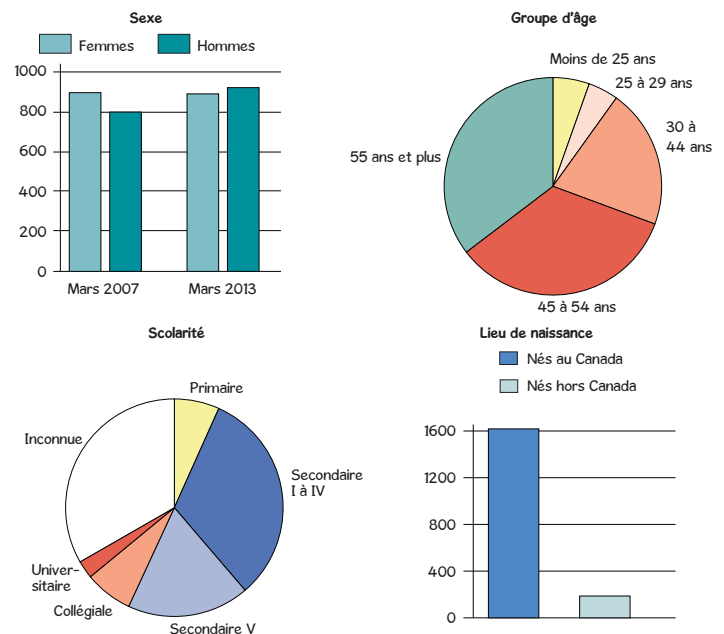 Sexe
Femmes
Hommes
1000
800
600
400
200
0
Mars 2007
Mars 2013
Groupe d'âge
Moins de 25 ans
25 à 29 ans
30 à
44 ans
55 ans et plus
45 à 54 ans
Scolarité
Primaire
Inconnue
Secondaire
I à IV
Univer-
sitaire
Collégiale
Secondaire V
Lieu de naissance
Nés au Canada
Nés hors Canada
1600
1200
800
400
0